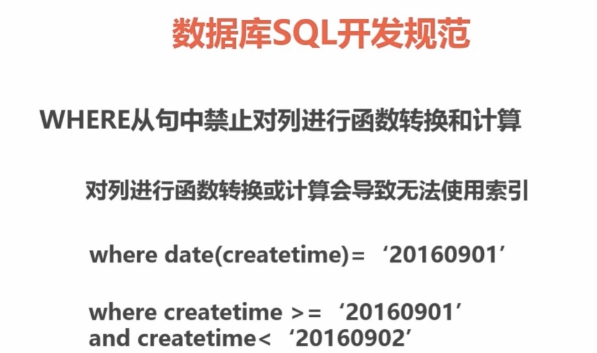 数据库SQL开发规范
WHERE从句中禁止对列进行函数转换和计算
对列进行函数转换或计算会导致无法使用索引
where date(createtime)=‘20160901’
where createtime >=‘20160901’
and createtime<‘20160902’